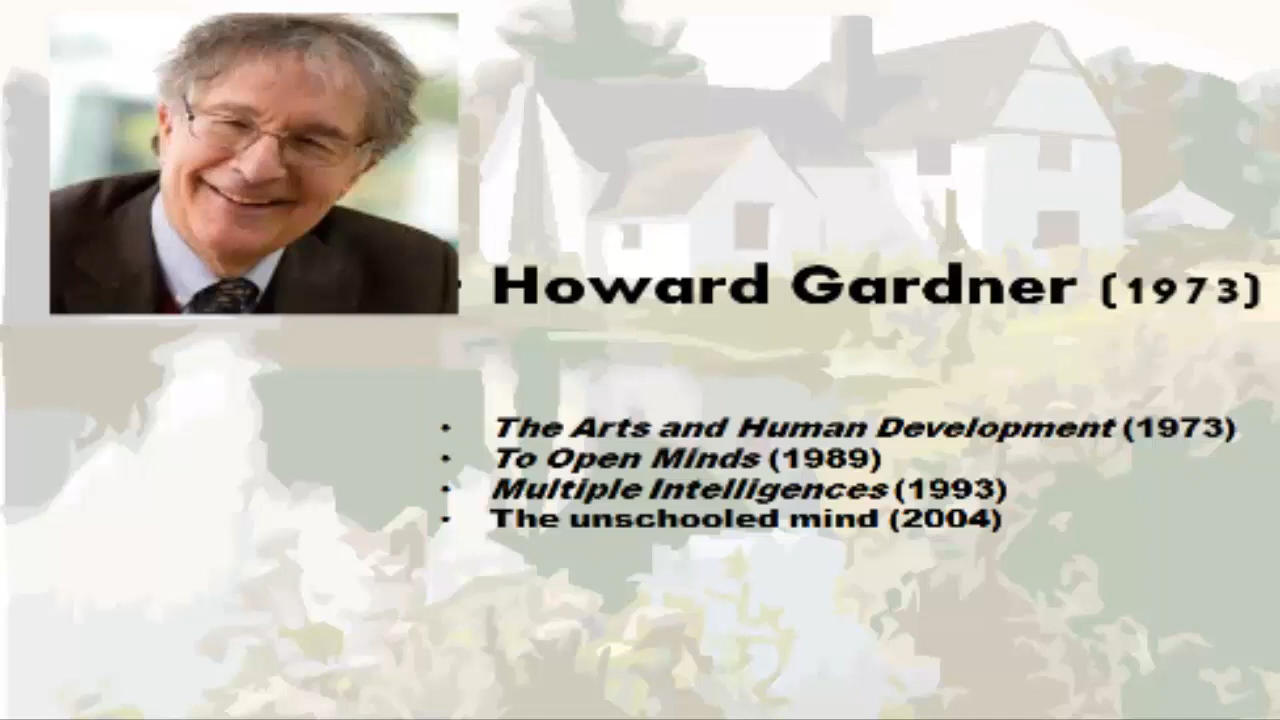 Howard Gardner (1973)
• The Arts and Human Development (1973)
• To Open Minds (1989)
• Multiple Intelligences (1993)
• The unschooled mind (2004)